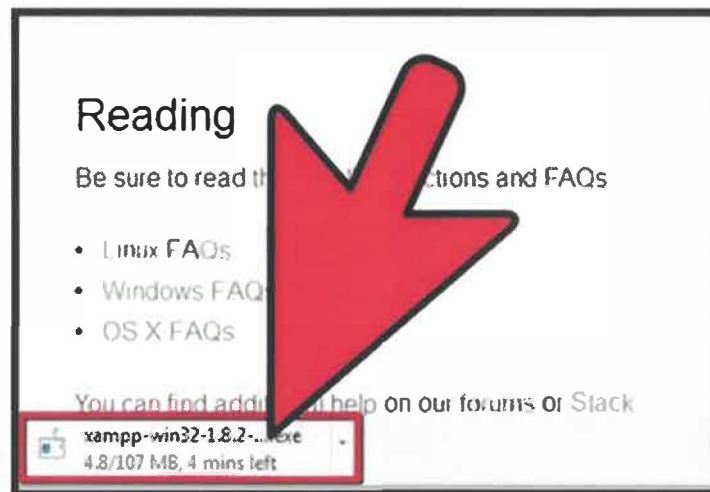 Reading
Be sure to read th ctions and FAQs
• Linux FAQs
• Windows FAQ
• OS X FAQs
You can find addi l help on our forums or Stack
xampp-win32-1.8.2-...exe
4.8/107 MB, 4 mins left